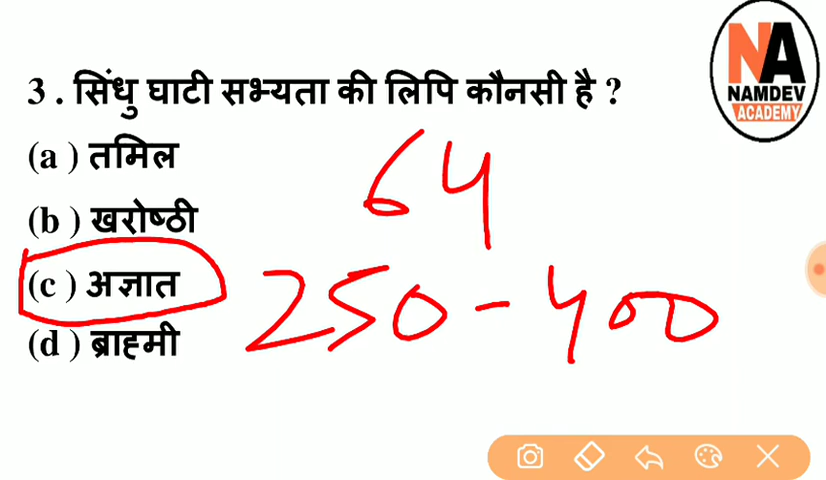 NA
NAMDEV
ACADEMY
3 . सिंधु घाटी सभ्यता की लिपि कौनसी है ?
(a ) तमिल
64
(b ) खरोष्ठी
(c ) अज्ञात
250 - 400
(d ) ब्राह्मी